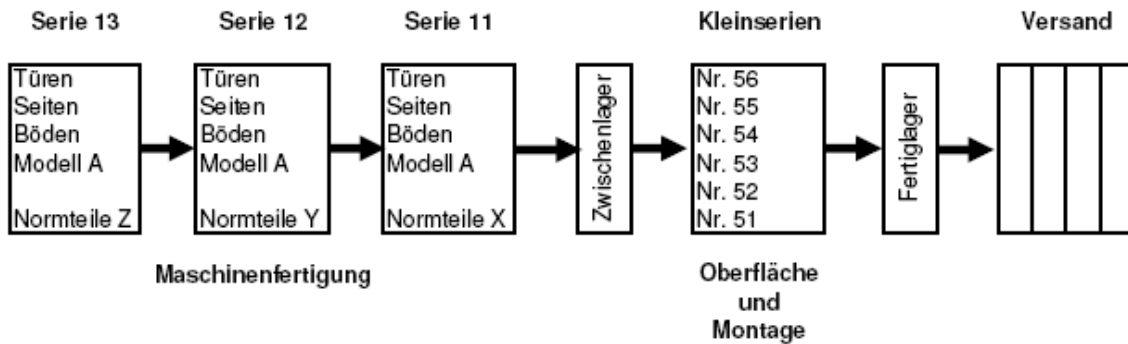 Serie 13
Serie 12
Serie 11
Kleinserien
Versand
Türen
Seiten
Böden
Modell A
Normteile Z
Türen
Seiten
Böden
Modell A
Normteile Y
Türen
Seiten
Böden
Modell A
Normteile X
Zwischenlager
Nr. 56
Nr. 55
Nr. 54
Nr. 53
Nr. 52
Nr. 51
Fertiglager
Maschinenfertigung
Oberfläche
und
Montage